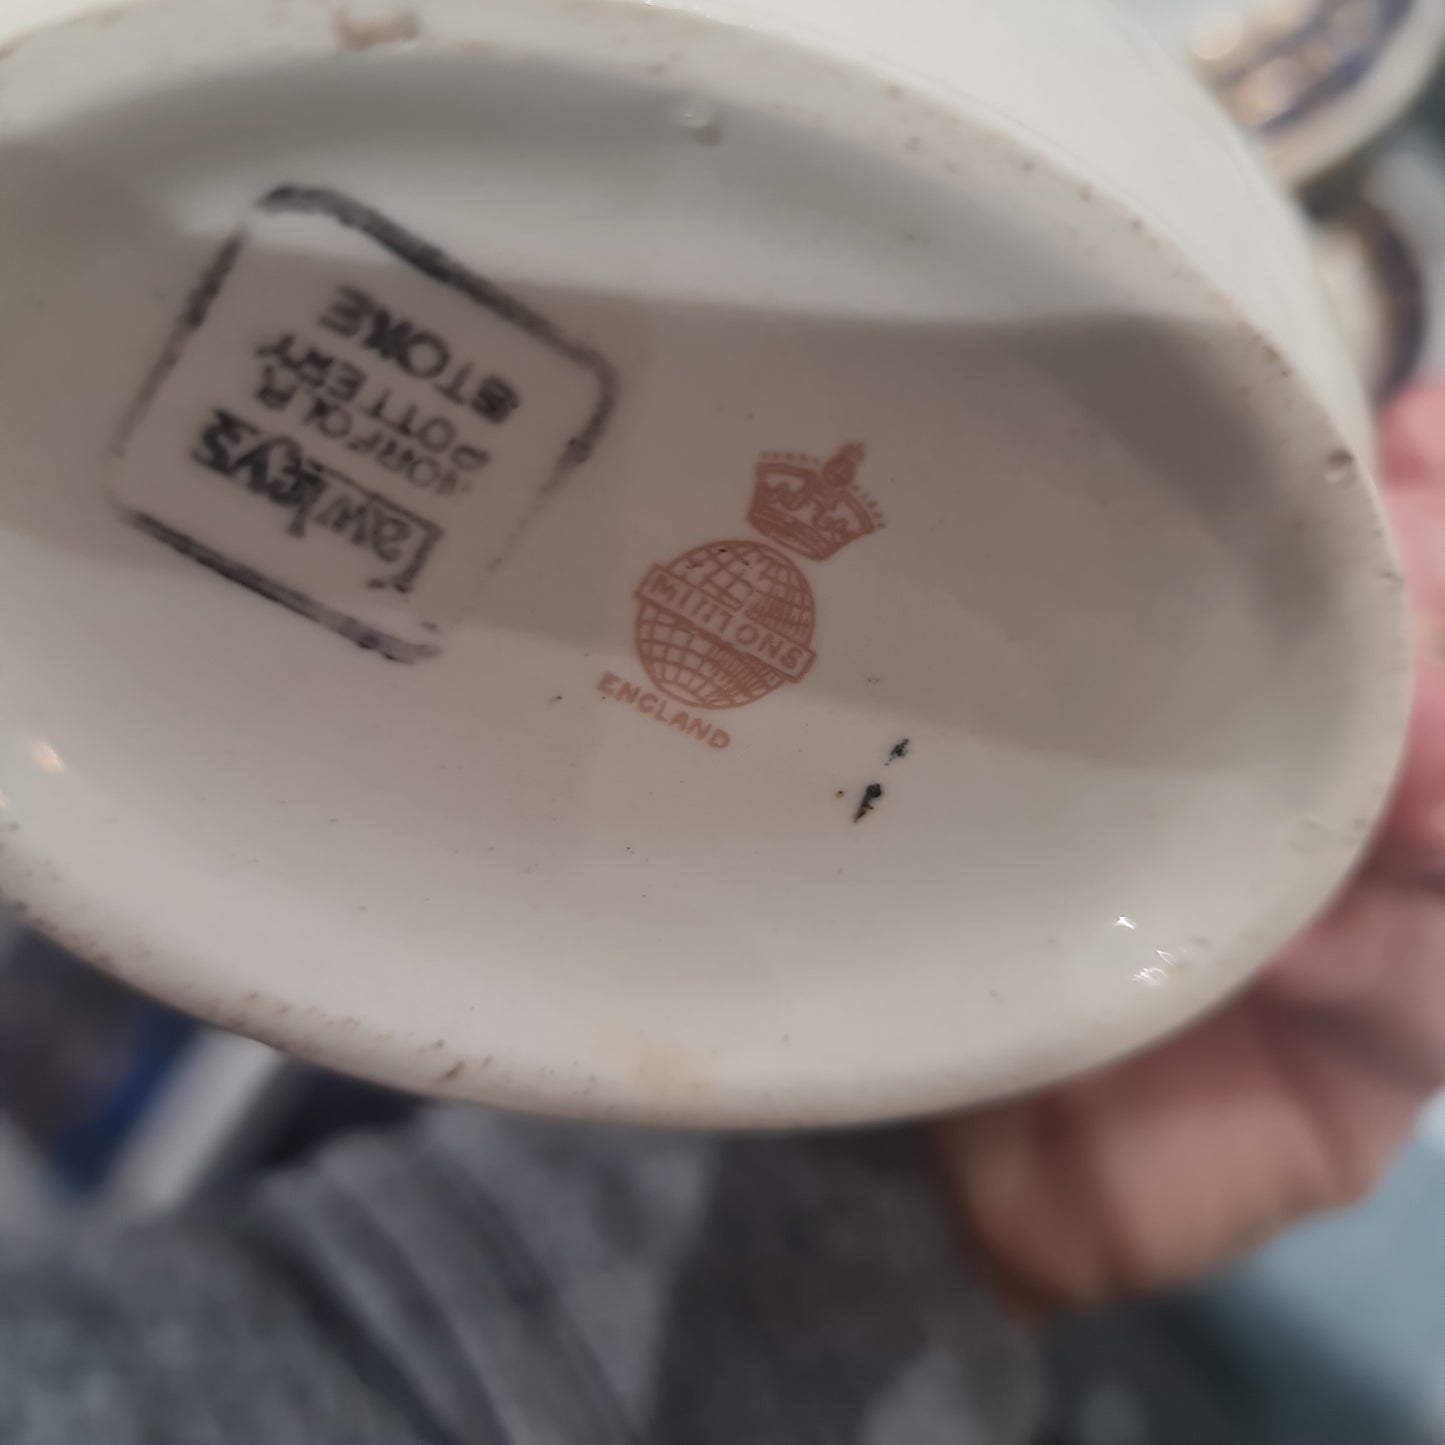 Lawleys
NORFOLK
POTTERY
STOKE
MINTONS
ENGLAND